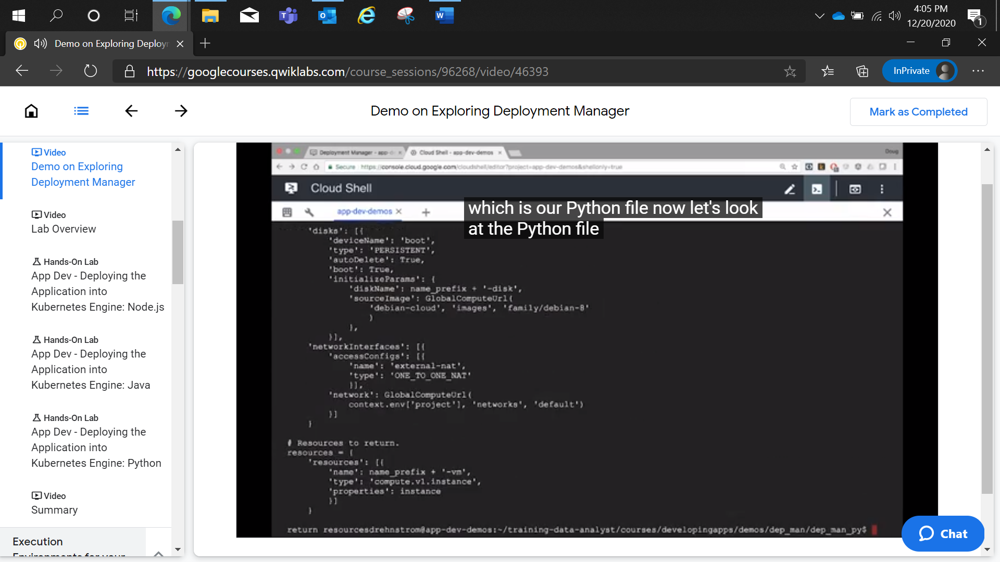 4:05 PM
12/20/2020
1
Demo on Exploring Deployr
https://googlecourses.qwiklabs.com/course_sessions/96268/video/46393
InPrivate
Demo on Exploring Deployment Manager
Mark as Completed
Video
Demo on Exploring
Deployment Manager
Video
Lab Overview
Hands-On Lab
App Dev - Deploying the
Application into
Kubernetes Engine: Node.js
Hands-On Lab
App Dev - Deploying the
Application into
Kubernetes Engine: Java
Hands-On Lab
App Dev - Deploying the
Application into
Kubernetes Engine: Python
Video
Summary
Execution
Environments for your
Deployment Manager - app-d
Cloud Shell - app-dev-demos
Doug
Secure
https://console.cloud.google.com/cloudshell/editor?project=app-dev-demos&shellonly=true
Cloud Shell
app-dev-demos
which is our Python file now let's look
at the Python file
'disks': [{
'deviceName': 'boot',
'type': 'PERSISTENT',
'autoDelete': True,
'boot': True,
'initializeParams': {
'diskName': name_prefix + '-disk',
'sourceImage': GlobalComputeUrl(
'debian-cloud', 'images', 'family/debian-8'
)
},
}],
'networkInterfaces': [{
'accessConfigs': [{
'name': 'external-nat',
'type': 'ONE_TO_ONE_NAT'
}],
'network': GlobalComputeUrl(
context.env['project'], 'networks', 'default')
}]
}
# Resources to return.
resources = {
'resources': [{
'name': name_prefix + '-vm',
'type': 'compute.v1.instance',
'properties': instance
}]
}
return resourcesdrehnstrom@app-dev-demos:~/training-data-analyst/courses/developingapps/demos/dep_man/dep_man_py$
Chat